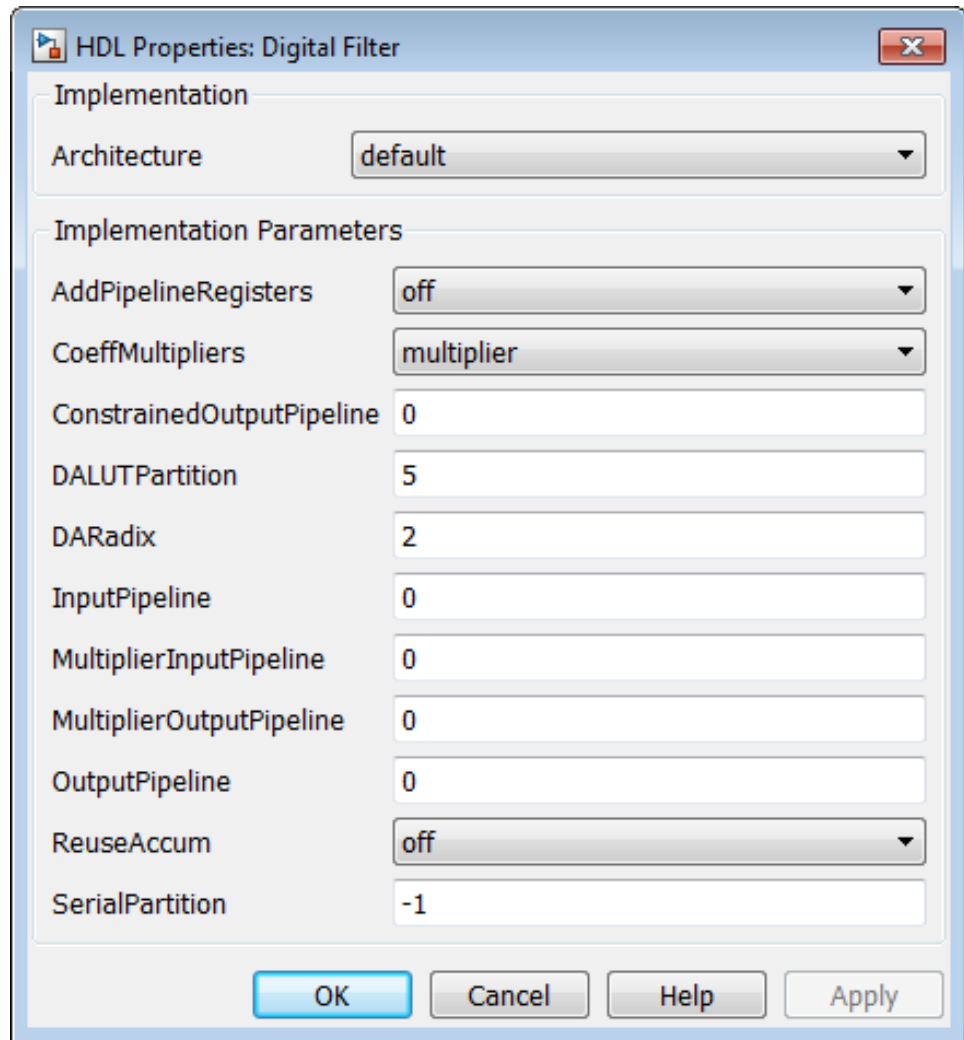 HDL Properties: Digital Filter
Implementation
Architecture default
Implementation Parameters
AddPipelineRegisters off
CoeffMultipliers multiplier
ConstrainedOutputPipeline 0
DALUTPartition 5
DARadix 2
InputPipeline 0
MultiplierInputPipeline 0
MultiplierOutputPipeline 0
OutputPipeline 0
ReuseAccum off
SerialPartition -1
OK Cancel Help Apply